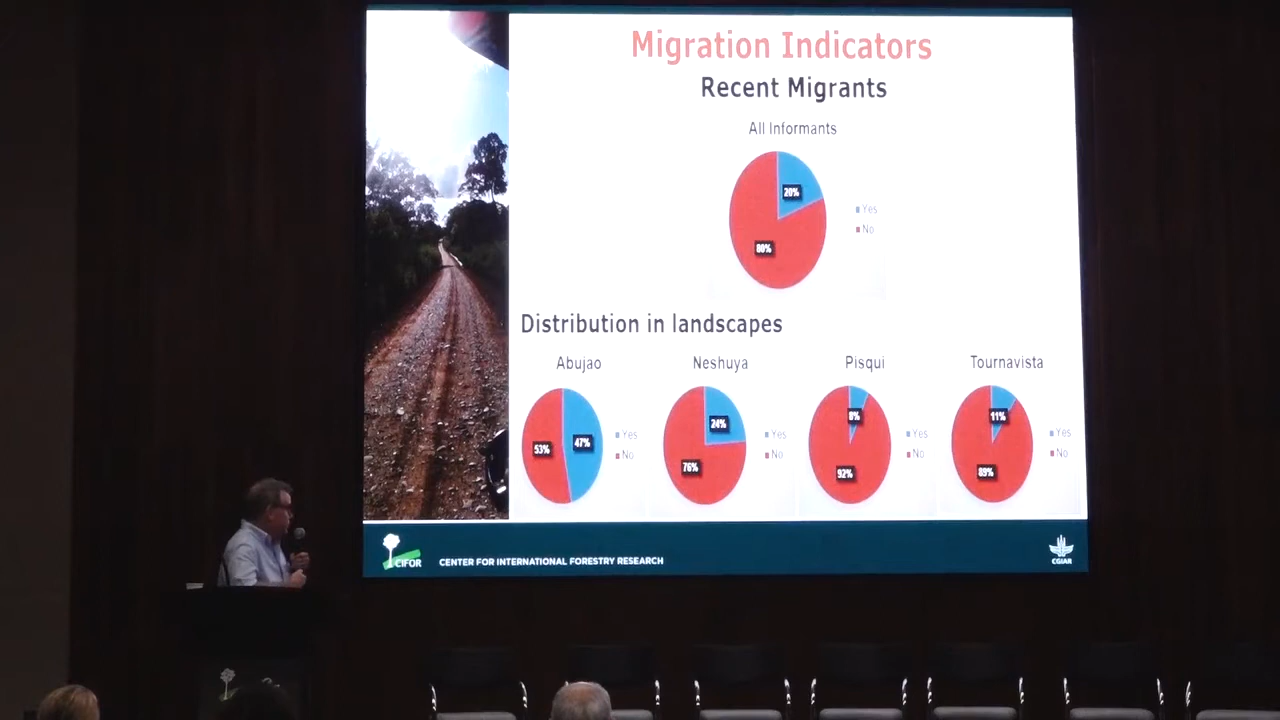 Migration Indicators
Recent Migrants
All Informants
20%
80%
Yes
No
Distribution in landscapes
Abujao
Neshuya
Pisqui
Tournavista
53%
47%
Yes
No
24%
76%
Yes
No
8%
92%
Yes
No
11%
89%
Yes
No
CIFOR
CENTER FOR INTERNATIONAL FORESTRY RESEARCH
CGIAR